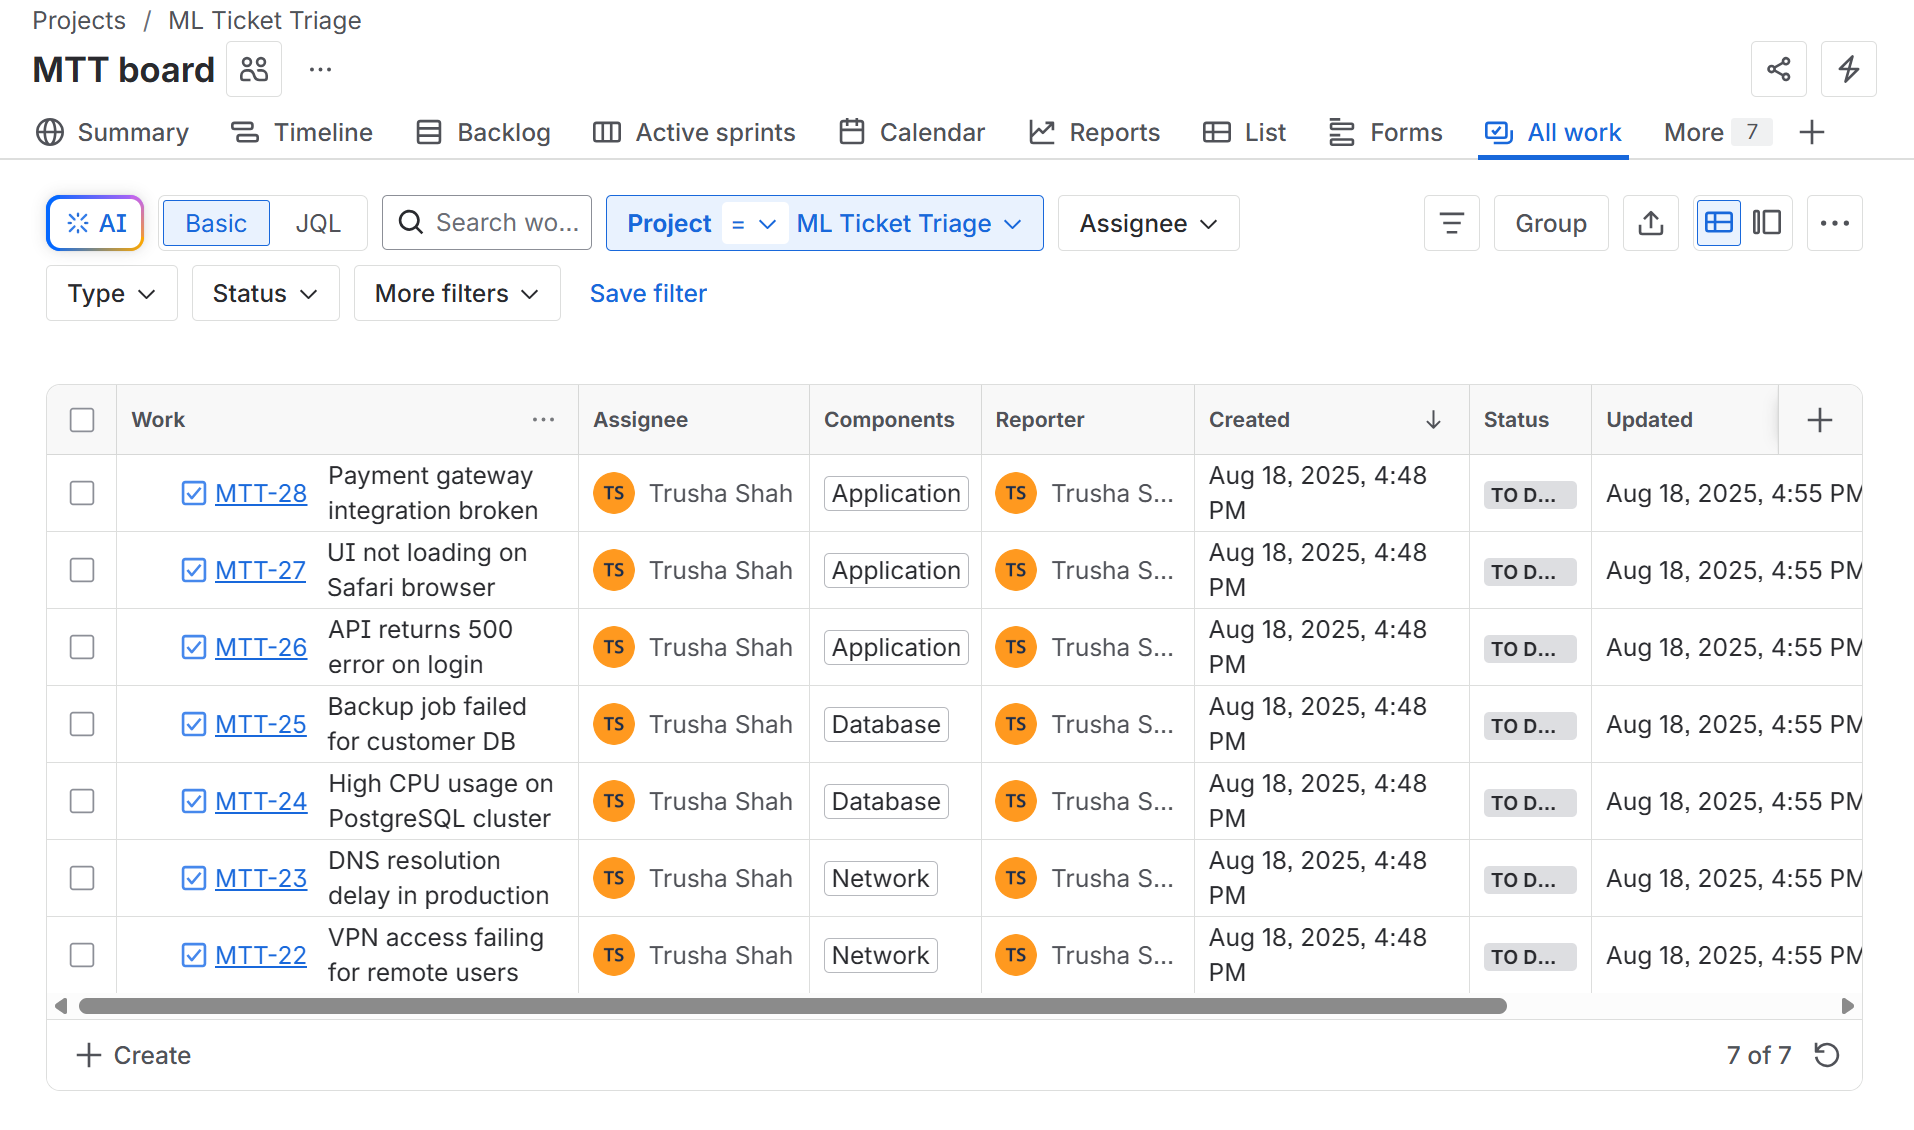 Projects / ML Ticket Triage
MTT board
Summary Timeline Backlog Active sprints Calendar Reports List Forms All work More 7
AI Basic JQL Search wo... Project = ML Ticket Triage Assignee Group
Type Status More filters Save filter
Work Assignee Components Reporter Created Status Updated
MTT-28 Payment gateway integration broken TS Trusha Shah Application TS Trusha S... Aug 18, 2025, 4:48 PM TO D... Aug 18, 2025, 4:55 PM
MTT-27 UI not loading on Safari browser TS Trusha Shah Application TS Trusha S... Aug 18, 2025, 4:48 PM TO D... Aug 18, 2025, 4:55 PM
MTT-26 API returns 500 error on login TS Trusha Shah Application TS Trusha S... Aug 18, 2025, 4:48 PM TO D... Aug 18, 2025, 4:55 PM
MTT-25 Backup job failed for customer DB TS Trusha Shah Database TS Trusha S... Aug 18, 2025, 4:48 PM TO D... Aug 18, 2025, 4:55 PM
MTT-24 High CPU usage on PostgreSQL cluster TS Trusha Shah Database TS Trusha S... Aug 18, 2025, 4:48 PM TO D... Aug 18, 2025, 4:55 PM
MTT-23 DNS resolution delay in production TS Trusha Shah Network TS Trusha S... Aug 18, 2025, 4:48 PM TO D... Aug 18, 2025, 4:55 PM
MTT-22 VPN access failing for remote users TS Trusha Shah Network TS Trusha S... Aug 18, 2025, 4:48 PM TO D... Aug 18, 2025, 4:55 PM
Create 7 of 7